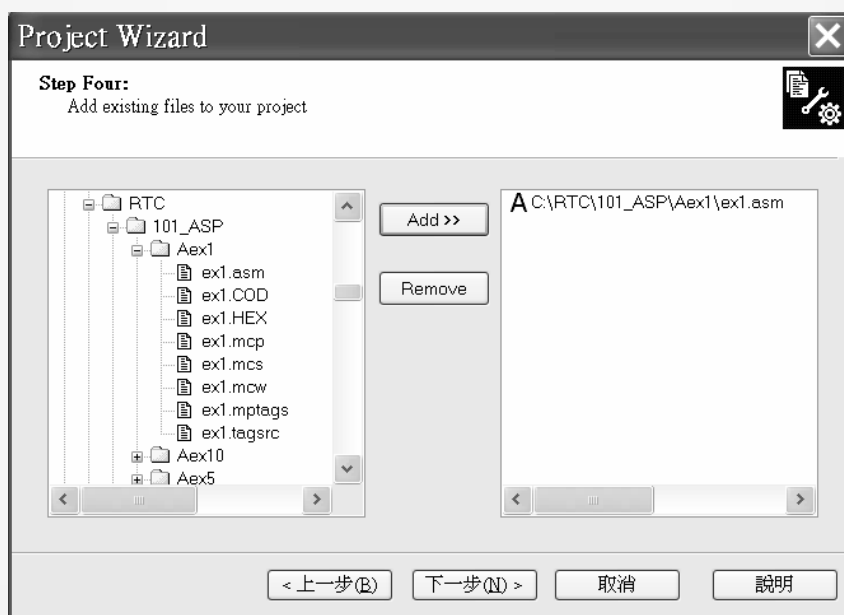 Project Wizard
Step Four:
Add existing files to your project
RTC
101_ASP
Aex1
ex1.asm
ex1.COD
ex1.HEX
ex1.mcp
ex1.mcs
ex1.mcw
ex1.mptags
ex1.tagsrc
Aex10
Aex5
Add >>
Remove
A C:\RTC\101_ASP\Aex1\ex1.asm
< 上一步(B)
下一步(N) >
取消
說明